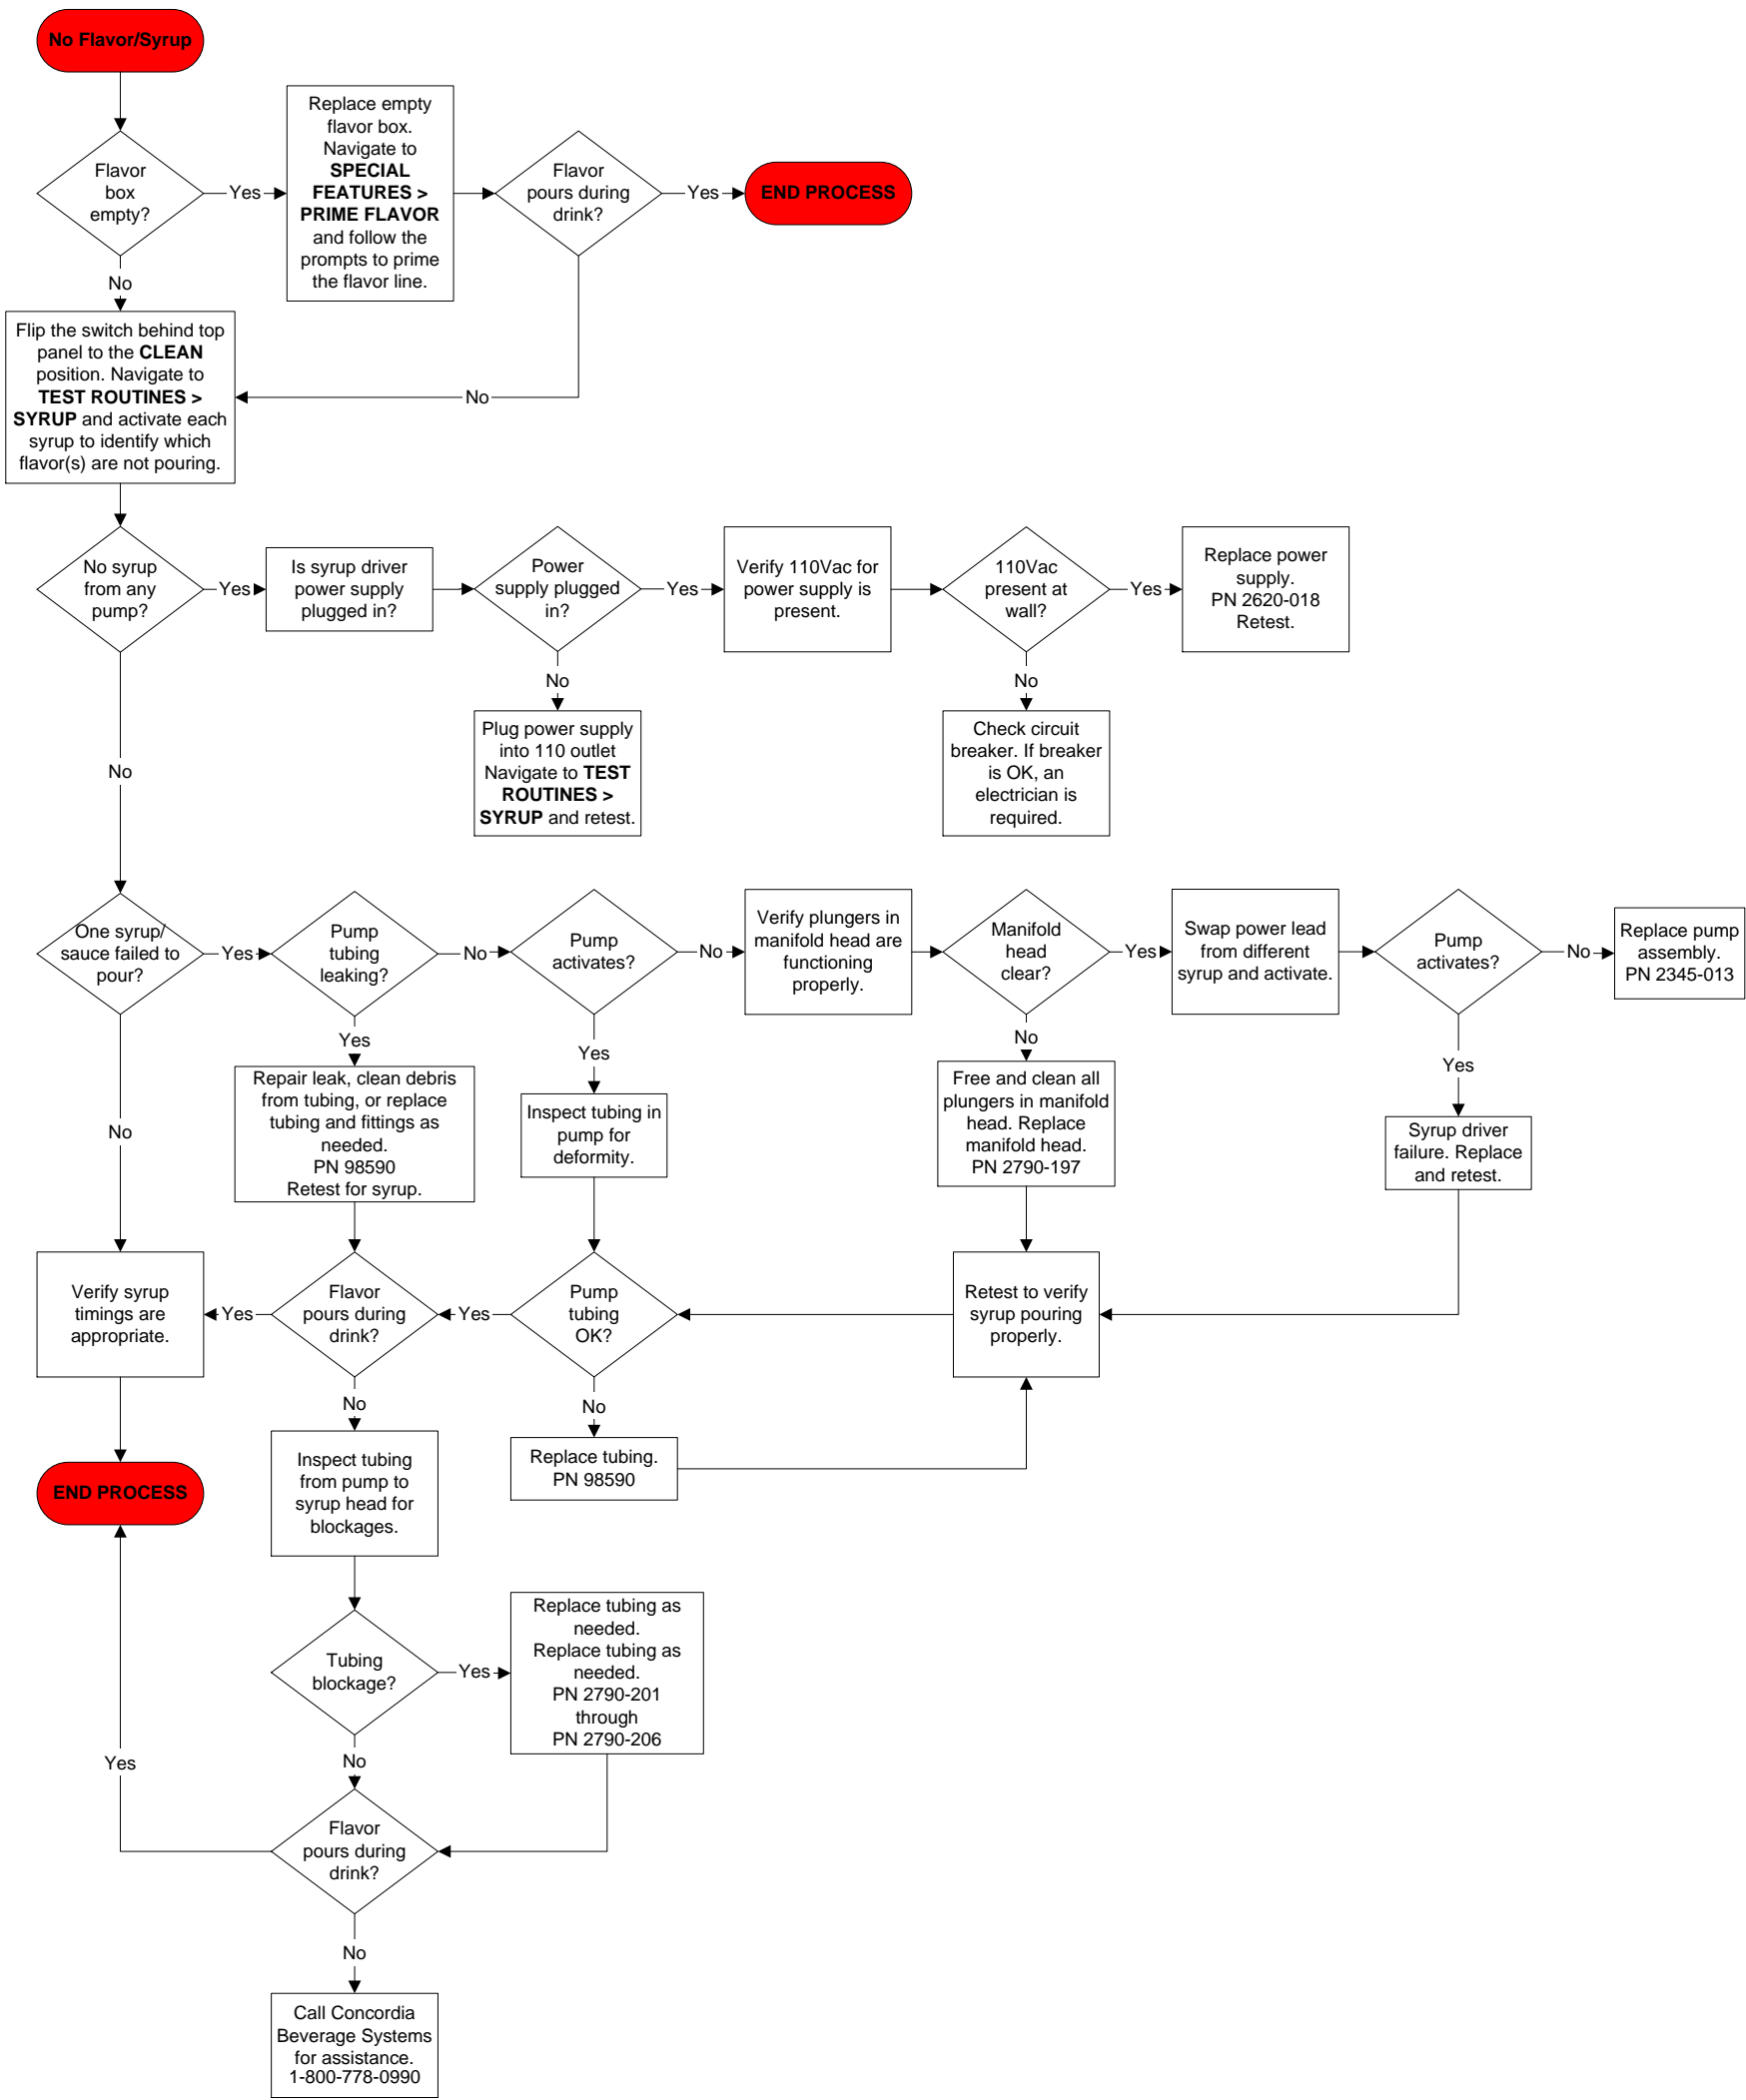 No Flavor/Syrup
Flavor
box
empty?
Yes
Replace empty
flavor box.
Navigate to
SPECIAL
FEATURES >
PRIME FLAVOR
and follow the
prompts to prime
the flavor line.
Flavor
pours during
drink?
Yes
END PROCESS
No
No
Flip the switch behind top
panel to the CLEAN
position. Navigate to
TEST ROUTINES >
SYRUP and activate each
syrup to identify which
flavor(s) are not pouring.
No syrup
from any
pump?
Yes
Is syrup driver
power supply
plugged in?
Power
supply plugged
in?
Yes
Verify 110Vac for
power supply is
present.
110Vac
present at
wall?
Yes
Replace power
supply.
PN 2620-018
Retest.
No
Plug power supply
into 110 outlet
Navigate to TEST
ROUTINES >
SYRUP and retest.
No
Check circuit
breaker. If breaker
is OK, an
electrician is
required.
No
One syrup/
sauce failed to
pour?
Yes
Pump
tubing
leaking?
No
Pump
activates?
No
Verify plungers in
manifold head are
functioning
properly.
Manifold
head
clear?
Yes
Swap power lead
from different
syrup and activate.
Pump
activates?
No
Replace pump
assembly.
PN 2345-013
Yes
Repair leak, clean debris
from tubing, or replace
tubing and fittings as
needed.
PN 98590
Retest for syrup.
Yes
Inspect tubing in
pump for
deformity.
No
Free and clean all
plungers in manifold
head. Replace
manifold head.
PN 2790-197
Yes
Syrup driver
failure. Replace
and retest.
No
Verify syrup
timings are
appropriate.
Yes
Flavor
pours during
drink?
Yes
Pump
tubing
OK?
Retest to verify
syrup pouring
properly.
No
Replace tubing.
PN 98590
No
Inspect tubing
from pump to
syrup head for
blockages.
END PROCESS
Tubing
blockage?
Yes
Replace tubing as
needed.
Replace tubing as
needed.
PN 2790-201
through
PN 2790-206
No
Yes
Flavor
pours during
drink?
No
Call Concordia
Beverage Systems
for assistance.
1-800-778-0990